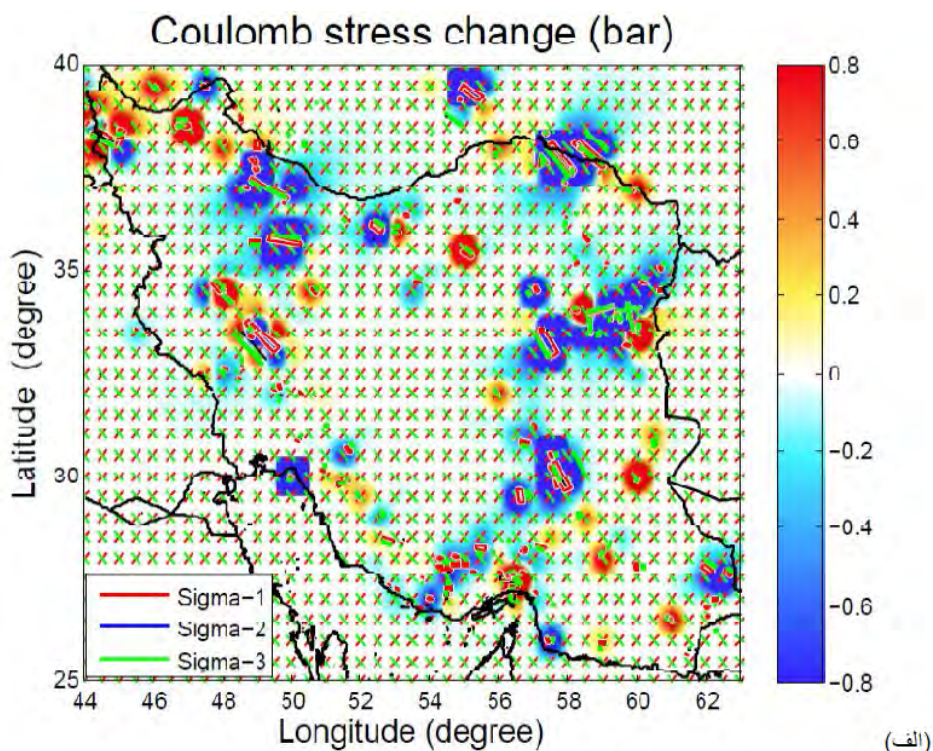 Coulomb stress change (bar)
40
35
30
25
Latitude (degree)
44 46 48 50 52 54 56 58 60 62
Longitude (degree)
Sigma-1
Sigma-2
Sigma-3
0.8
0.6
0.4
0.2
0
-0.2
-0.4
-0.6
-0.8
(الف)